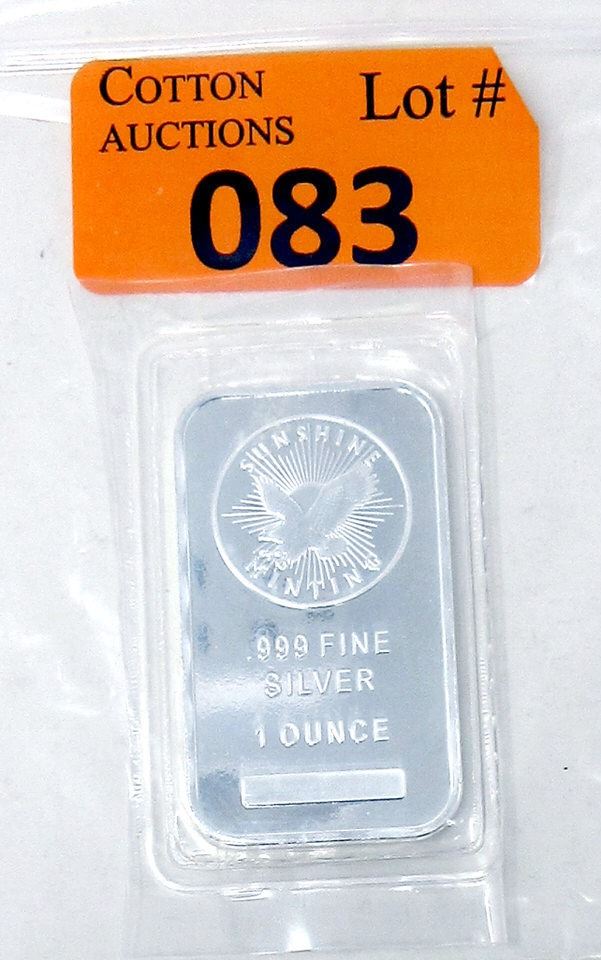 COTTON
AUCTIONS
Lot #
083
SUNSHINE
MINTING
.999 FINE
SILVER
1 OUNCE